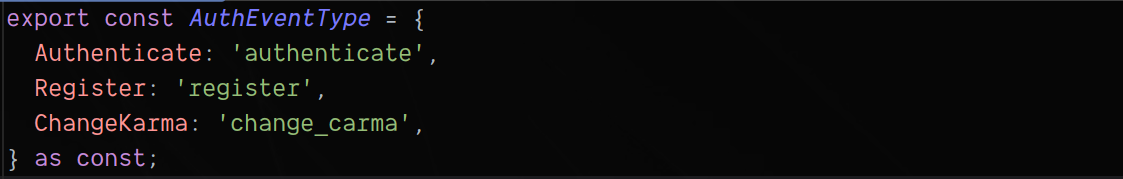 export const AuthEventType = {
  Authenticate: 'authenticate',
  Register: 'register',
  ChangeKarma: 'change_carma',
} as const;